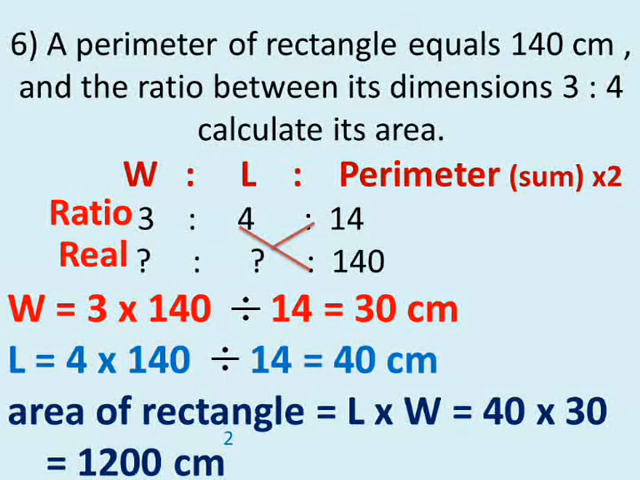 6) A perimeter of rectangle equals 140 cm ,
and the ratio between its dimensions 3 : 4
calculate its area.
W : L : Perimeter (sum) x2
Ratio 3 : 4 : 14
Real ? : ? : 140
W = 3 x 140 ÷ 14 = 30 cm
L = 4 x 140 ÷ 14 = 40 cm
area of rectangle = L x W = 40 x 30
= 1200 cm²